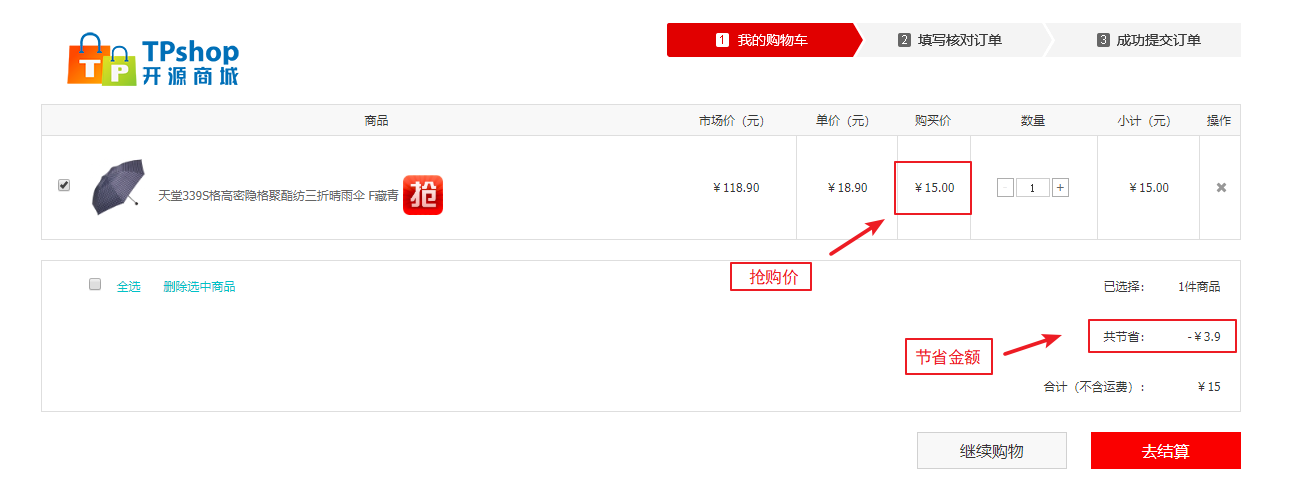 TPshop
开源商城
TP
1 我的购物车
2 填写核对订单
3 成功提交订单
商品 市场价（元） 单价（元） 购买价 数量 小计（元） 操作
天堂339S格高密隐格聚酯纺三折晴雨伞 F藏青 抢 ￥118.90 ￥18.90 ￥15.00 - 1 + ￥15.00 ✖
抢购价
全选 删除选中商品 已选择： 1件商品
共节省： -￥3.9
节省金额
合计（不含运费）： ￥15
继续购物 去结算